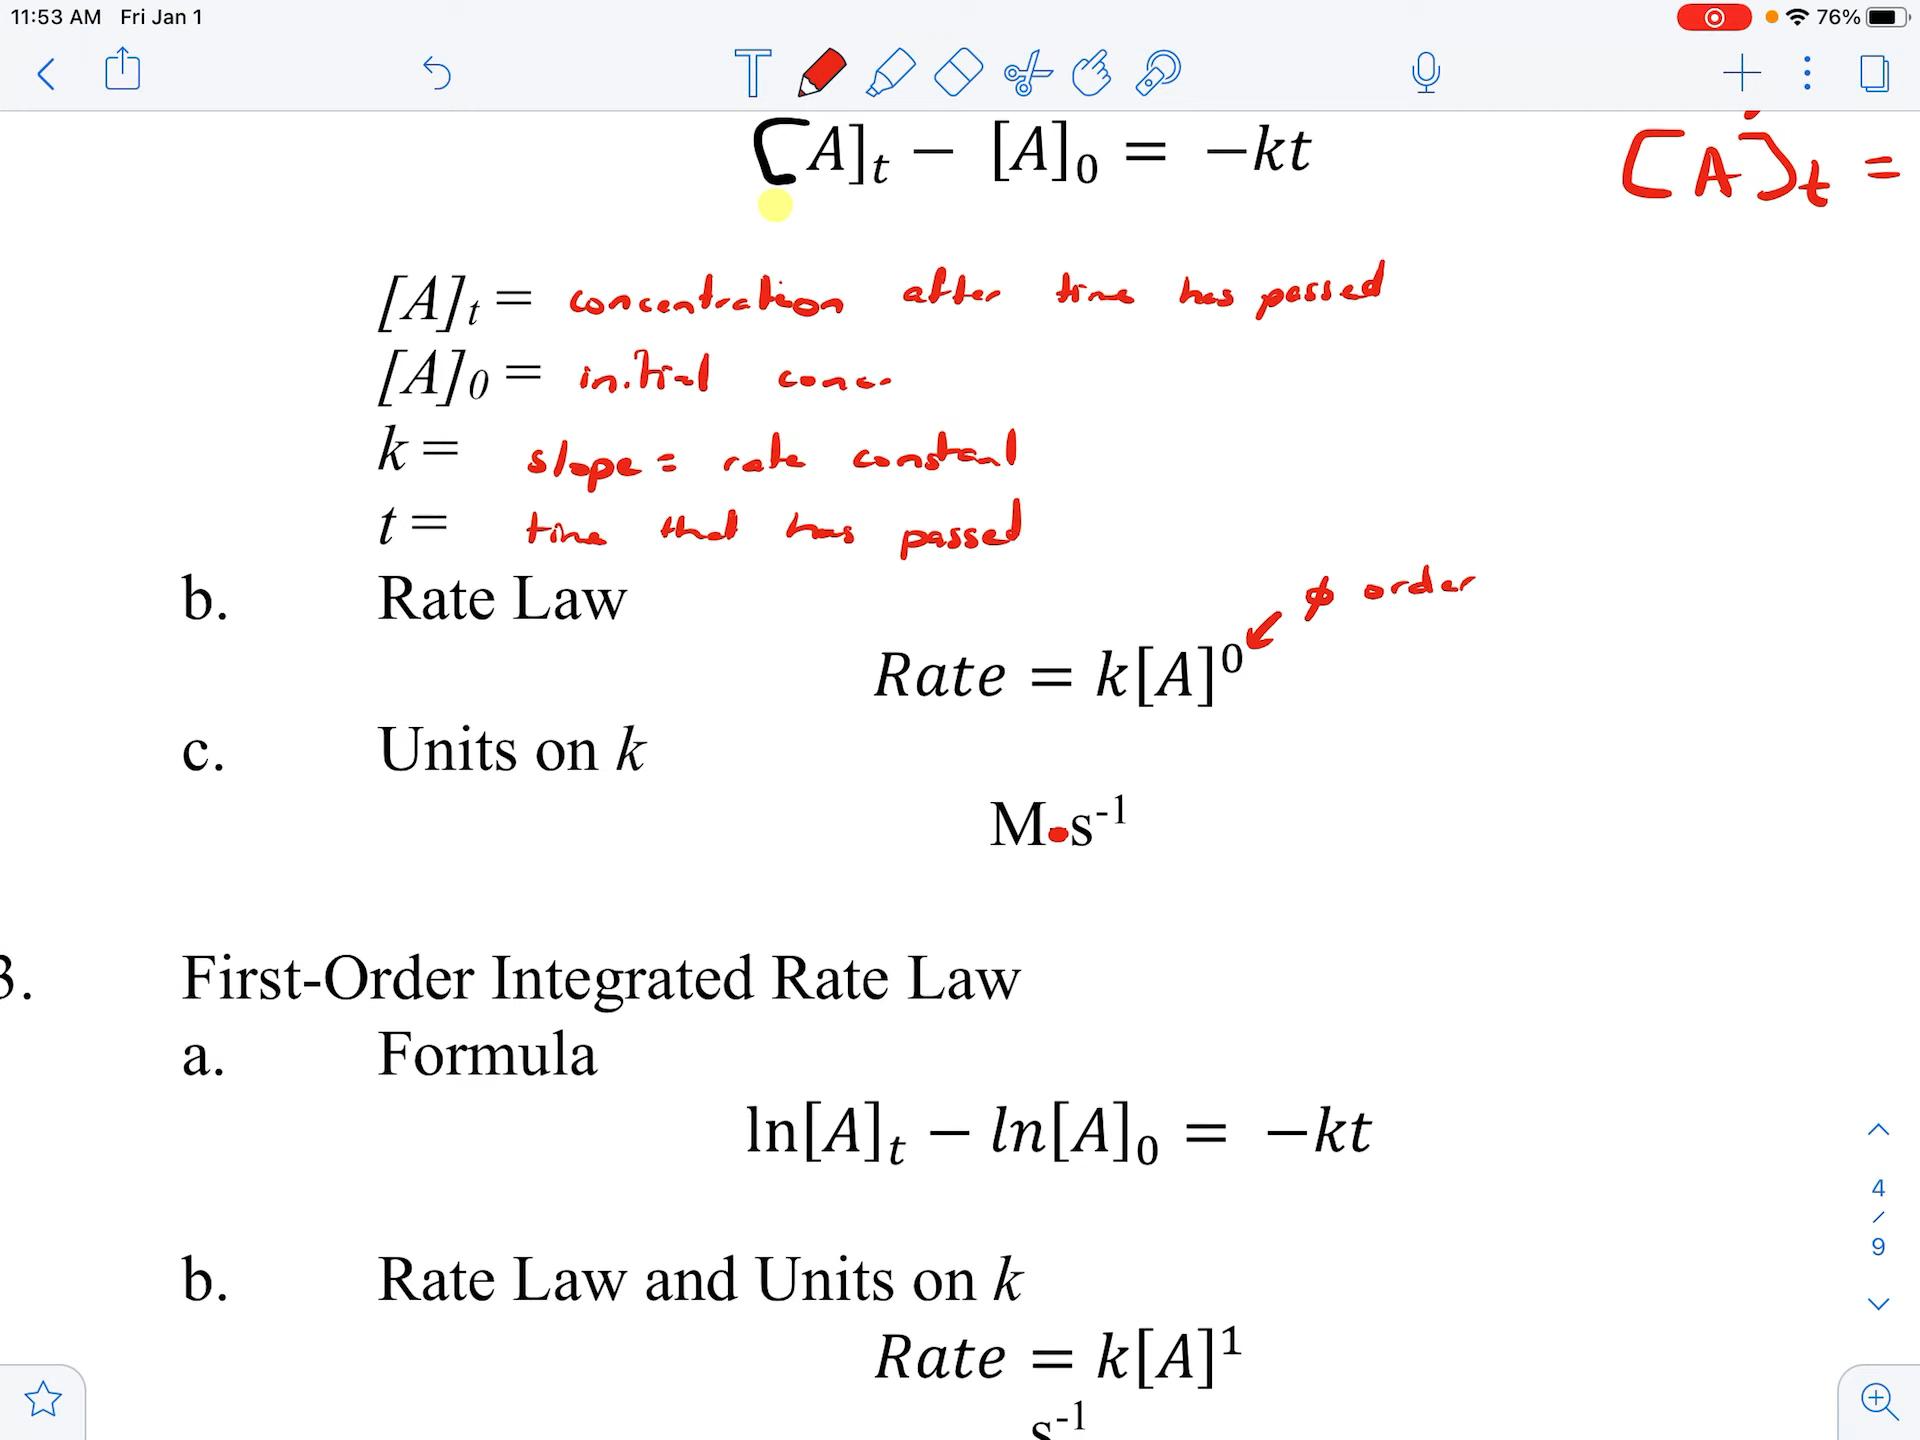 11:53 AM Fri Jan 1 76%
T
[A]ₜ − [A]₀ = −kt
[A]ₜ =
[A]ₜ = concentration after time has passed
[A]₀ = initial conc.
k = slope = rate constant
t = time that has passed
b. Rate Law
∅ order
Rate = k[A]⁰
c. Units on k
M•s⁻¹
3. First-Order Integrated Rate Law
a. Formula
ln[A]ₜ − ln[A]₀ = −kt
4
/
9
b. Rate Law and Units on k
Rate = k[A]¹
s⁻¹